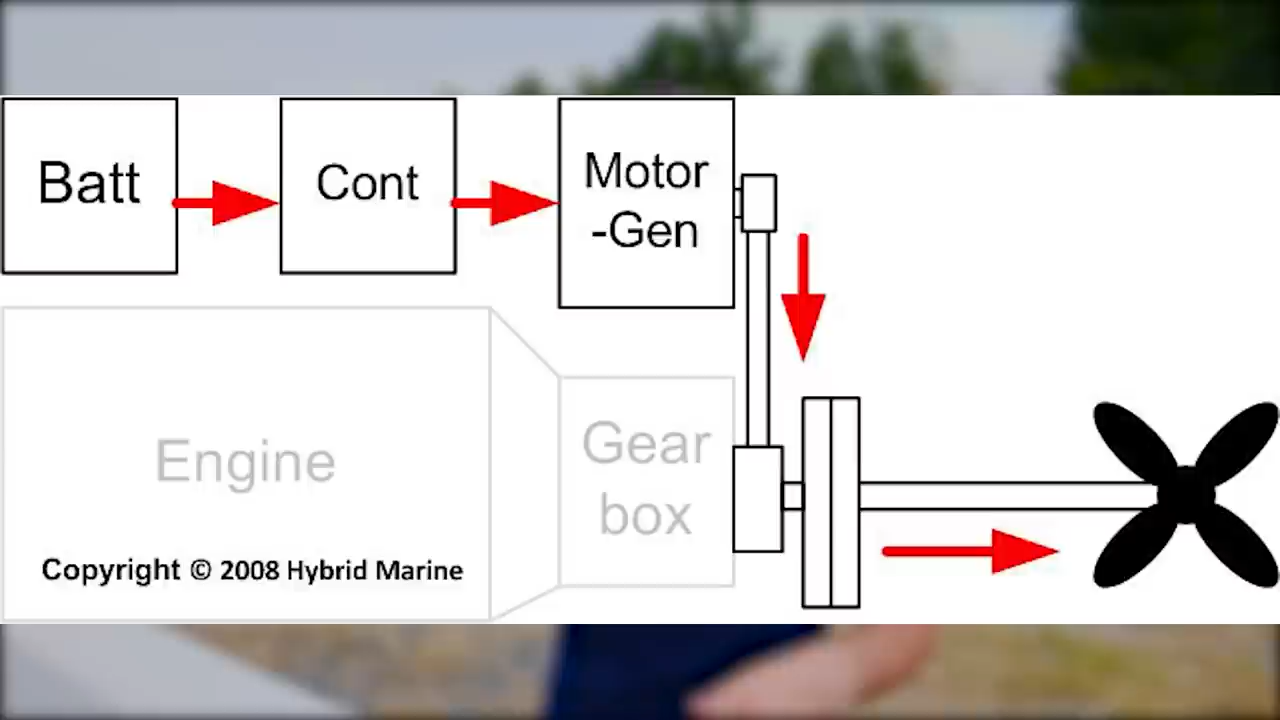 Batt
Cont
Motor
-Gen
Engine
Gear
box
Copyright © 2008 Hybrid Marine